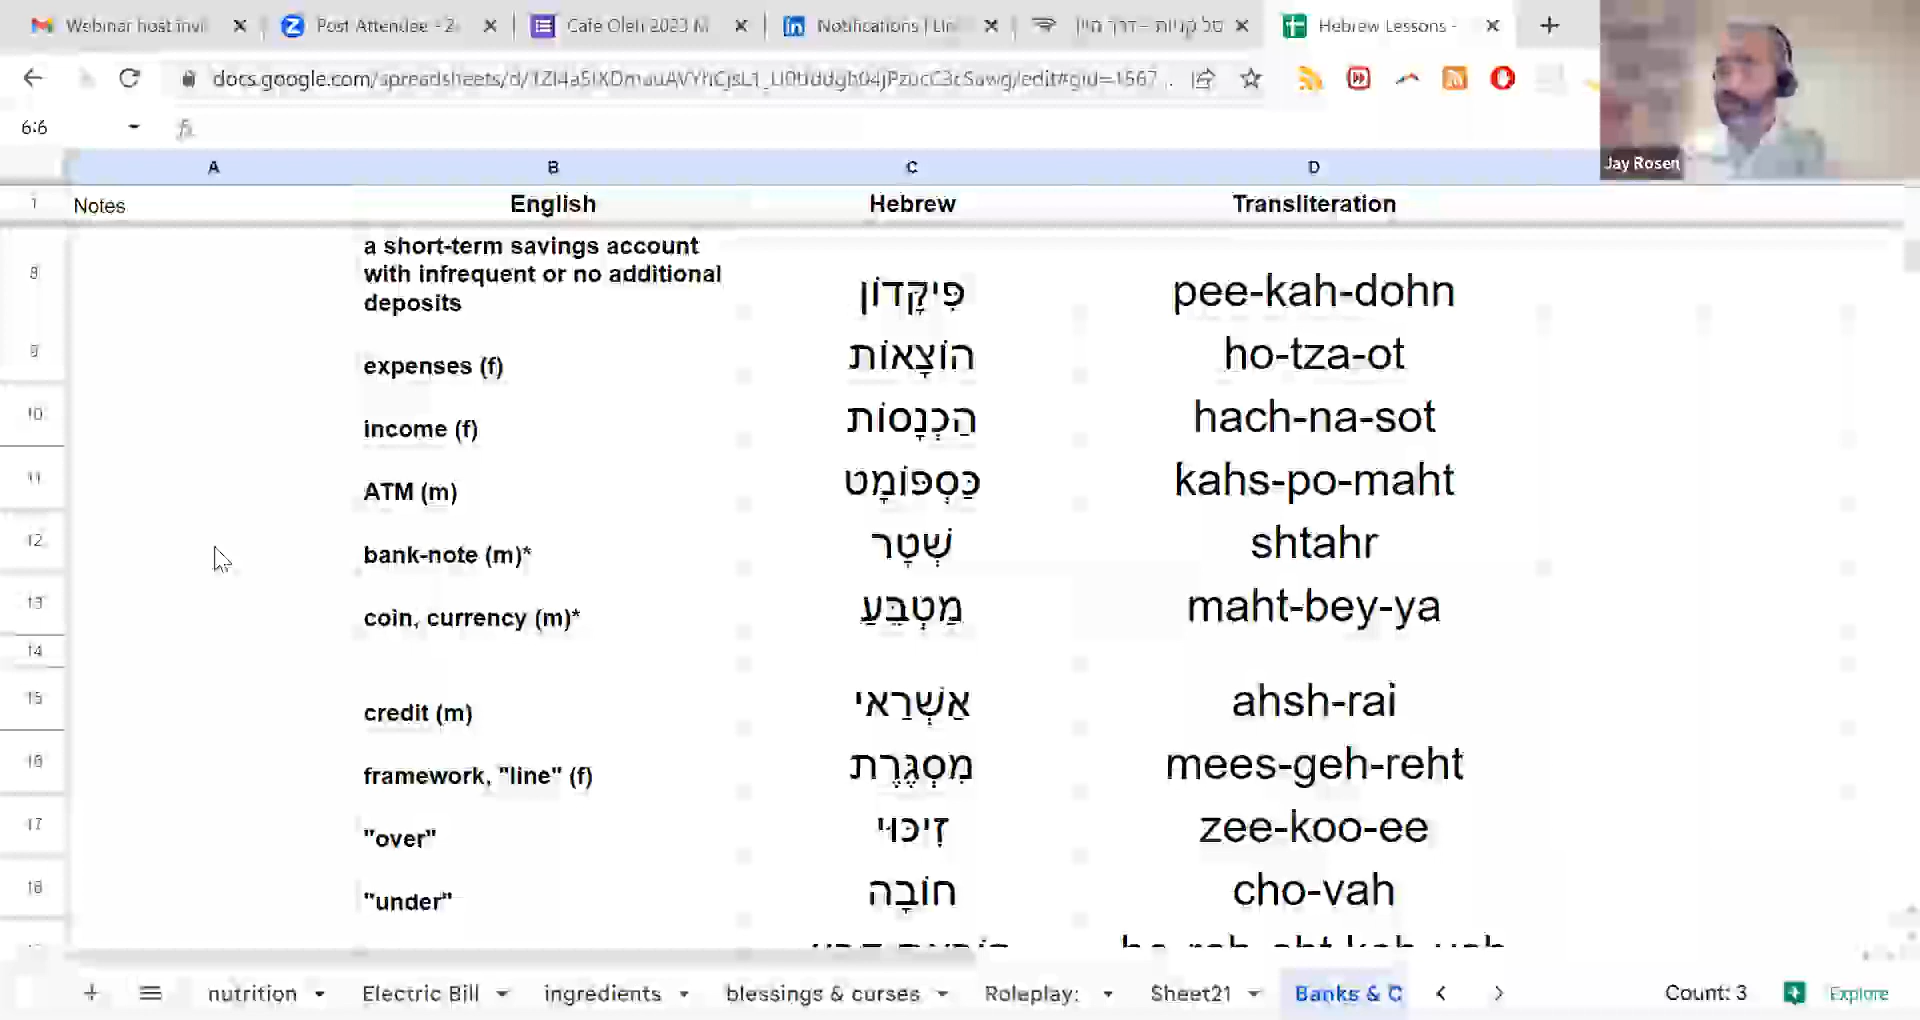 Webinar host invi
Post Attendee - Z
Cafe Oleh 2023 M
Notifications | Lin
סל קניות - דרך היין
Hebrew Lessons -
6:6
A B C D
Jay Rosen
1 Notes English Hebrew Transliteration
8 a short-term savings account
with infrequent or no additional
deposits פִּיקָּדוֹן pee-kah-dohn
9 expenses (f) הוֹצָאוֹת ho-tza-ot
10 income (f) הַכְנָסוֹת hach-na-sot
11 ATM (m) כַּסְפּוֹמָט kahs-po-maht
12 bank-note (m)* שְׁטָר shtahr
13 coin, currency (m)* מַטְבֵּעַ maht-bey-ya
14
15 credit (m) אַשְׁרַאי ahsh-rai
16 framework, "line" (f) מִסְגֶּרֶת mees-geh-reht
17 "over" זִיכּוּי zee-koo-ee
18 "under" חוֹבָה cho-vah
nutrition Electric Bill ingredients blessings & curses Roleplay: Sheet21 Banks & C Count: 3 Explore